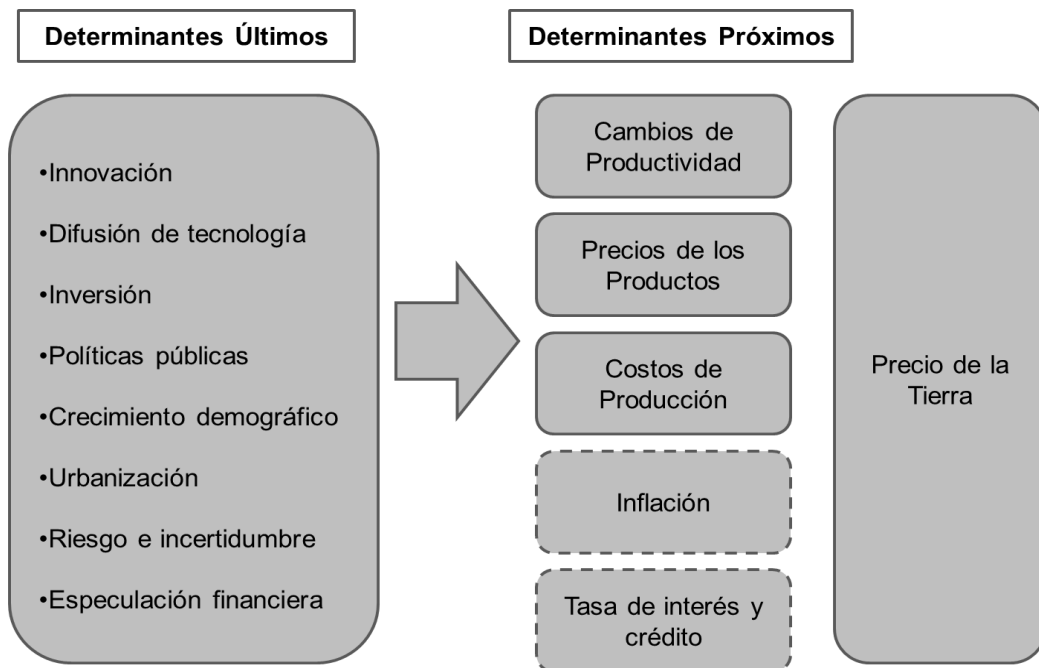 Determantes Últimos
Determinantes Próximos
•Innovación
•Difusión de tecnología
•Inversión
•Políticas públicas
•Crecimiento demográfico
•Urbanización
•Riesgo e incertidumbre
•Especulación financiera
Cambios de
Productividad
Precios de los
Productos
Costos de
Producción
Inflación
Tasa de interés y
crédito
Precio de la
Tierra